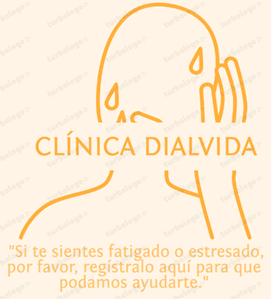 CLÍNICA DIALVIDA
"Si te sientes fatigado o estresado,
por favor, regístralo aquí para que
podamos ayudarte."